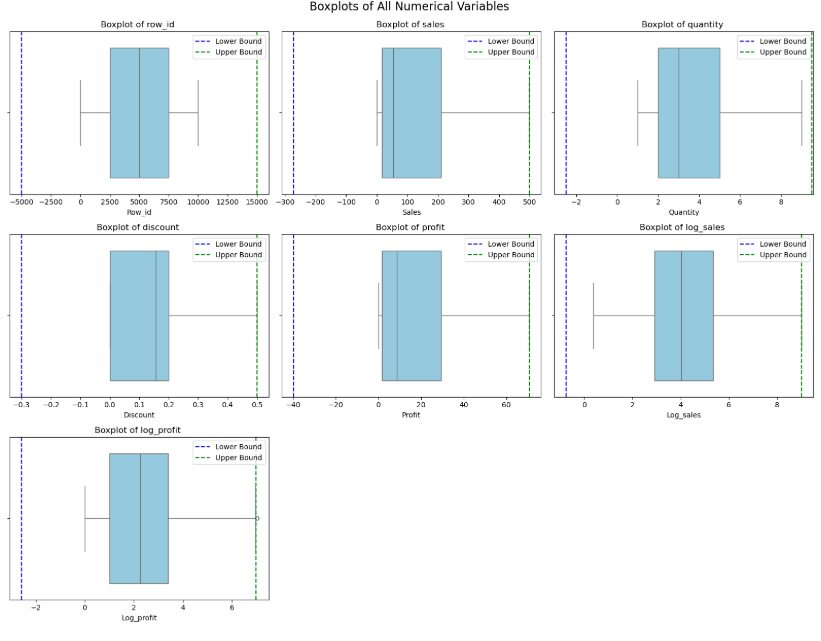 Boxplots of All Numerical Variables
Boxplot of row_id
Lower Bound
Upper Bound
−5000 −2500 0 2500 5000 7500 10000 12500 15000
Row_id
Boxplot of sales
Lower Bound
Upper Bound
−300 −200 −100 0 100 200 300 400 500
Sales
Boxplot of quantity
Lower Bound
Upper Bound
−2 0 2 4 6 8
Quantity
Boxplot of discount
Lower Bound
Upper Bound
−0.3 −0.2 −0.1 0.0 0.1 0.2 0.3 0.4 0.5
Discount
Boxplot of profit
Lower Bound
Upper Bound
−40 −20 0 20 40 60
Profit
Boxplot of log_sales
Lower Bound
Upper Bound
0 2 4 6 8
Log_sales
Boxplot of log_profit
Lower Bound
Upper Bound
−2 0 2 4 6
Log_profit